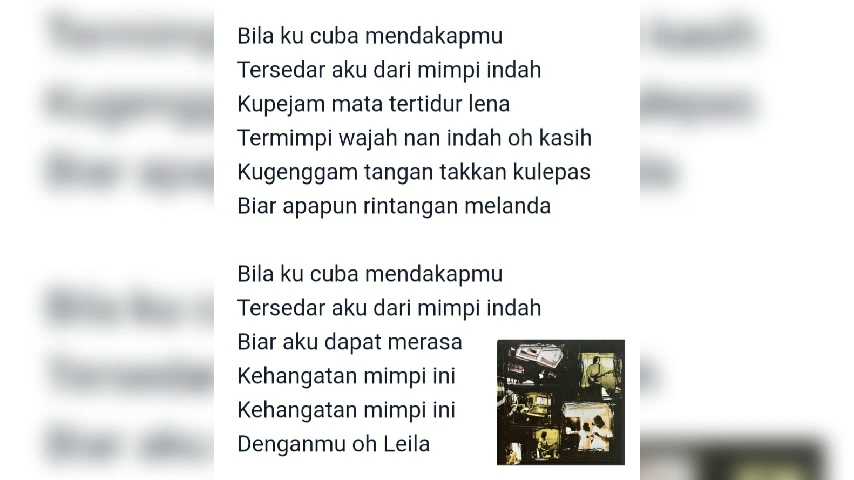 Bila ku cuba mendakapmu
Tersedar aku dari mimpi indah
Kupejam mata tertidur lena
Termimpi wajah nan indah oh kasih
Kugenggam tangan takkan kulepas
Biar apapun rintangan melanda
Bila ku cuba mendakapmu
Tersedar aku dari mimpi indah
Biar aku dapat merasa
Kehangatan mimpi ini
Kehangatan mimpi ini
Denganmu oh Leila